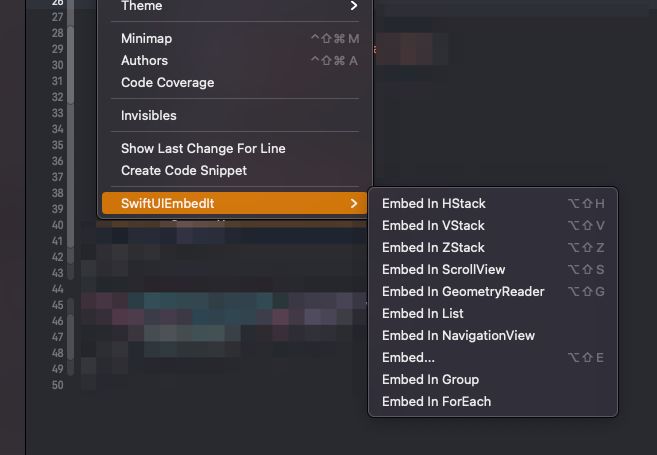 26
27
28
29
30
31
32
33
34
35
36
37
38
39
40
41
42
43
44
45
46
47
48
49
50
Theme >
Minimap ^⇧⌘M
Authors ^⇧⌘A
Code Coverage
Invisibles
Show Last Change For Line
Create Code Snippet
SwiftUIEmbedIt >
Embed In HStack ⌥⇧H
Embed In VStack ⌥⇧V
Embed In ZStack ⌥⇧Z
Embed In ScrollView ⌥⇧S
Embed In GeometryReader ⌥⇧G
Embed In List
Embed In NavigationView
Embed... ⌥⇧E
Embed In Group
Embed In ForEach